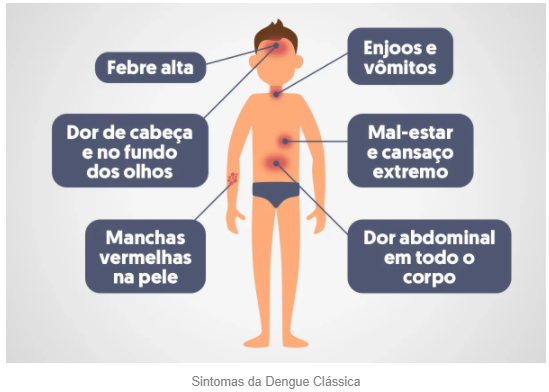 Febre alta
Enjoos e
vômitos
Dor de cabeça
e no fundo
dos olhos
Mal-estar
e cansaço
extremo
Manchas
vermelhas
na pele
Dor abdominal
em todo o
corpo
Sintomas da Dengue Clássica